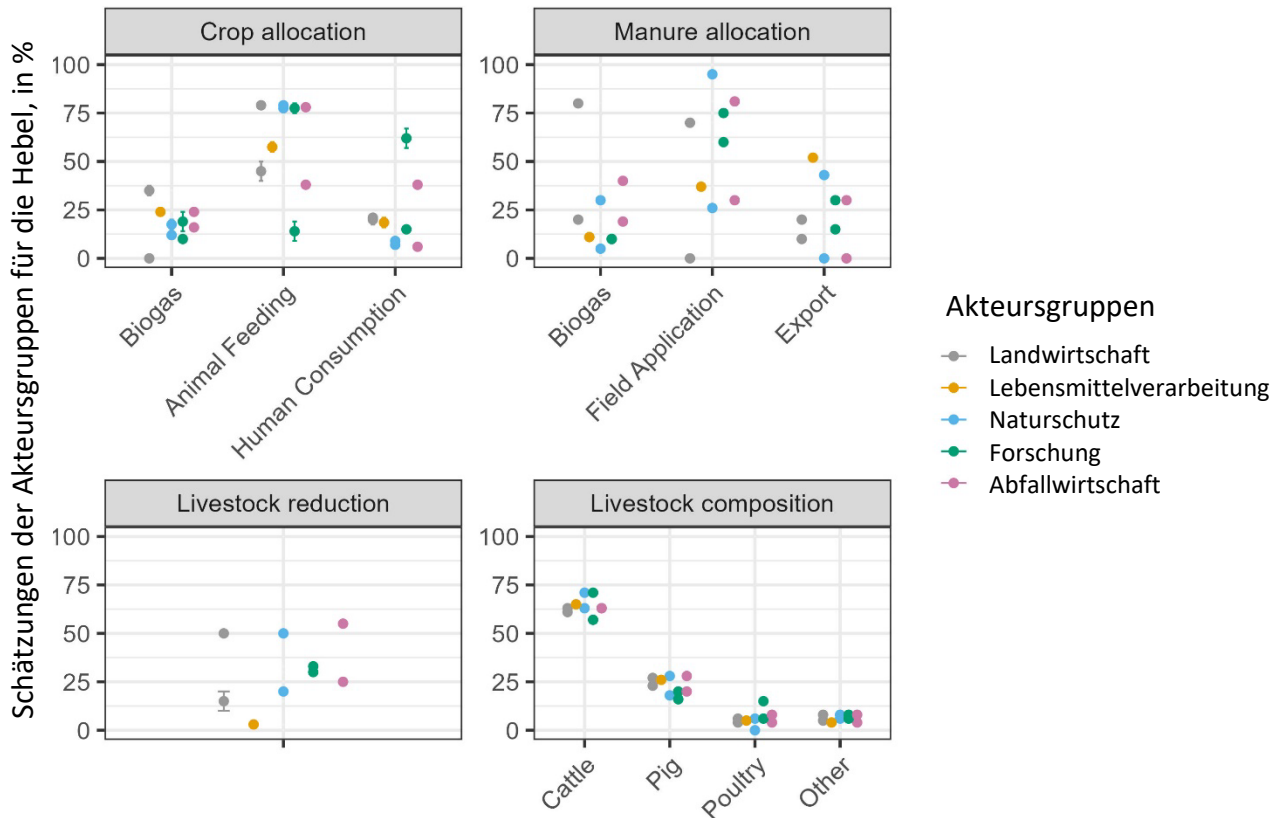 Schätzungen der Akteursgruppen für die Hebel, in %
Crop allocation
100
75
50
25
0
Biogas
Animal Feeding
Human Consumption
Manure allocation
100
75
50
25
0
Biogas
Field Application
Export
Livestock reduction
100
75
50
25
0
Livestock composition
100
75
50
25
0
Cattle
Pig
Poultry
Other
Akteursgruppen
Landwirtschaft
Lebensmittelverarbeitung
Naturschutz
Forschung
Abfallwirtschaft